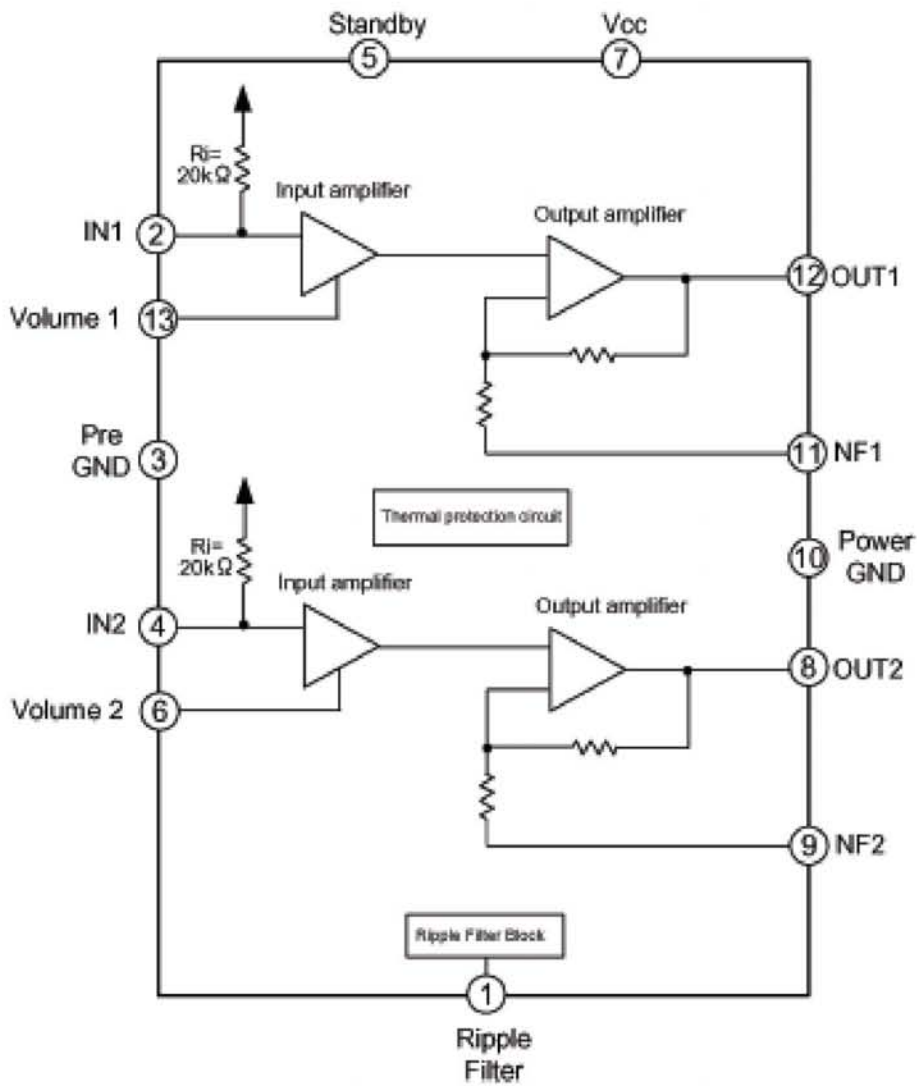 Standby
5
Vcc
7
Ri=
20kΩ
Input amplifier
Output amplifier
IN1
2
12
OUT1
Volume 1
13
Pre
GND
3
11
NF1
Thermal protection circuit
10
Power
GND
Ri=
20kΩ
Input amplifier
Output amplifier
IN2
4
8
OUT2
Volume 2
6
9
NF2
Ripple Filter Block
1
Ripple
Filter